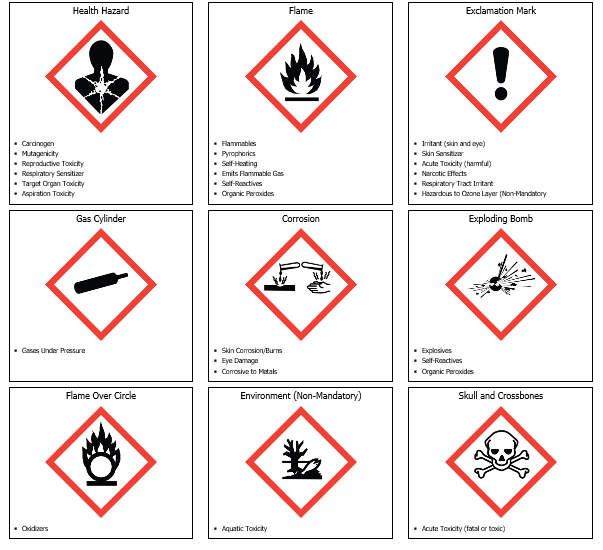 Health Hazard
▪ Carcinogen
▪ Mutagenicity
▪ Reproductive Toxicity
▪ Respiratory Sensitizer
▪ Target Organ Toxicity
▪ Aspiration Toxicity
Flame
▪ Flammables
▪ Pyrophorics
▪ Self-Heating
▪ Emits Flammable Gas
▪ Self-Reactives
▪ Organic Peroxides
Exclamation Mark
▪ Irritant (skin and eye)
▪ Skin Sensitizer
▪ Acute Toxicity (harmful)
▪ Narcotic Effects
▪ Respiratory Tract Irritant
▪ Hazardous to Ozone Layer (Non-Mandatory
Gas Cylinder
▪ Gases Under Pressure
Corrosion
▪ Skin Corrosion/Burns
▪ Eye Damage
▪ Corrosive to Metals
Exploding Bomb
▪ Explosives
▪ Self-Reactives
▪ Organic Peroxides
Flame Over Circle
▪ Oxidizers
Environment (Non-Mandatory)
▪ Aquatic Toxicity
Skull and Crossbones
▪ Acute Toxicity (fatal or toxic)